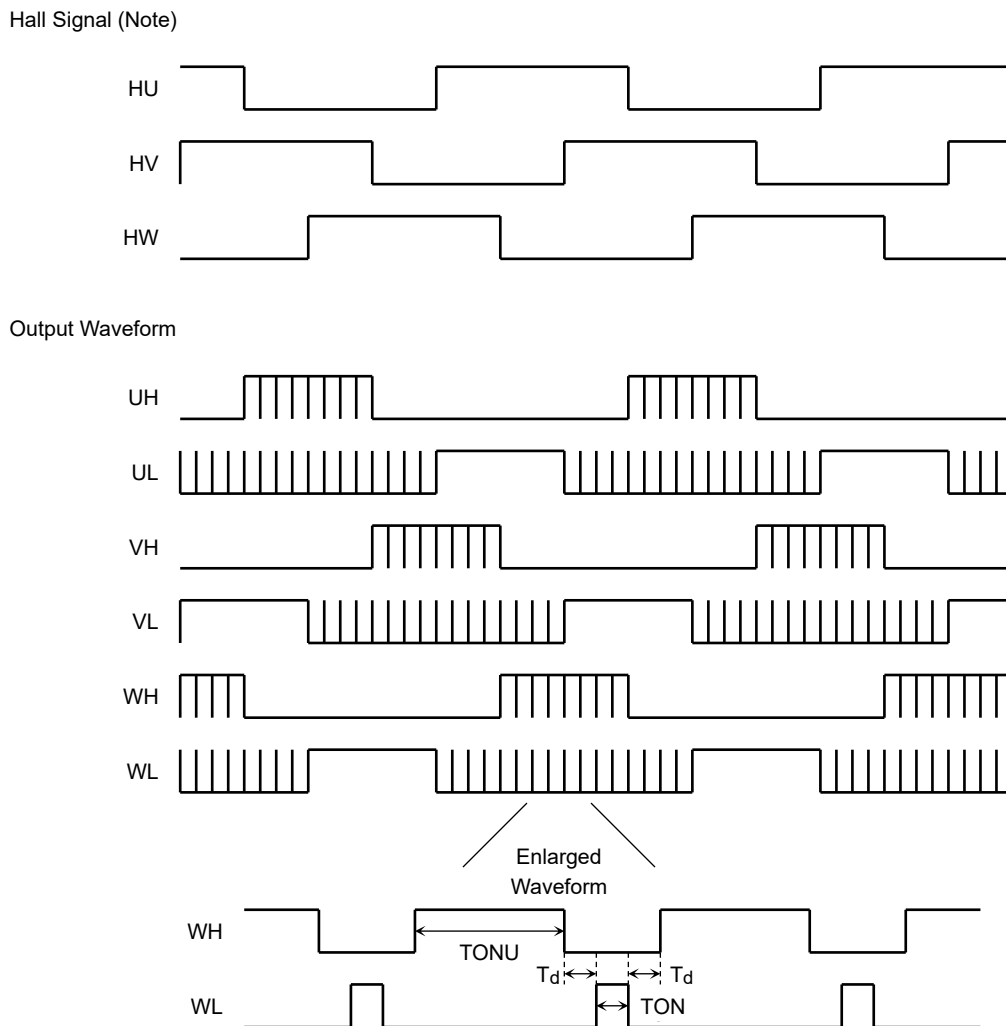 Hall Signal (Note)
HU
HV
HW
Output Waveform
UH
UL
VH
VL
WH
WL
Enlarged
Waveform
WH
TONU
Td
Td
WL
TON